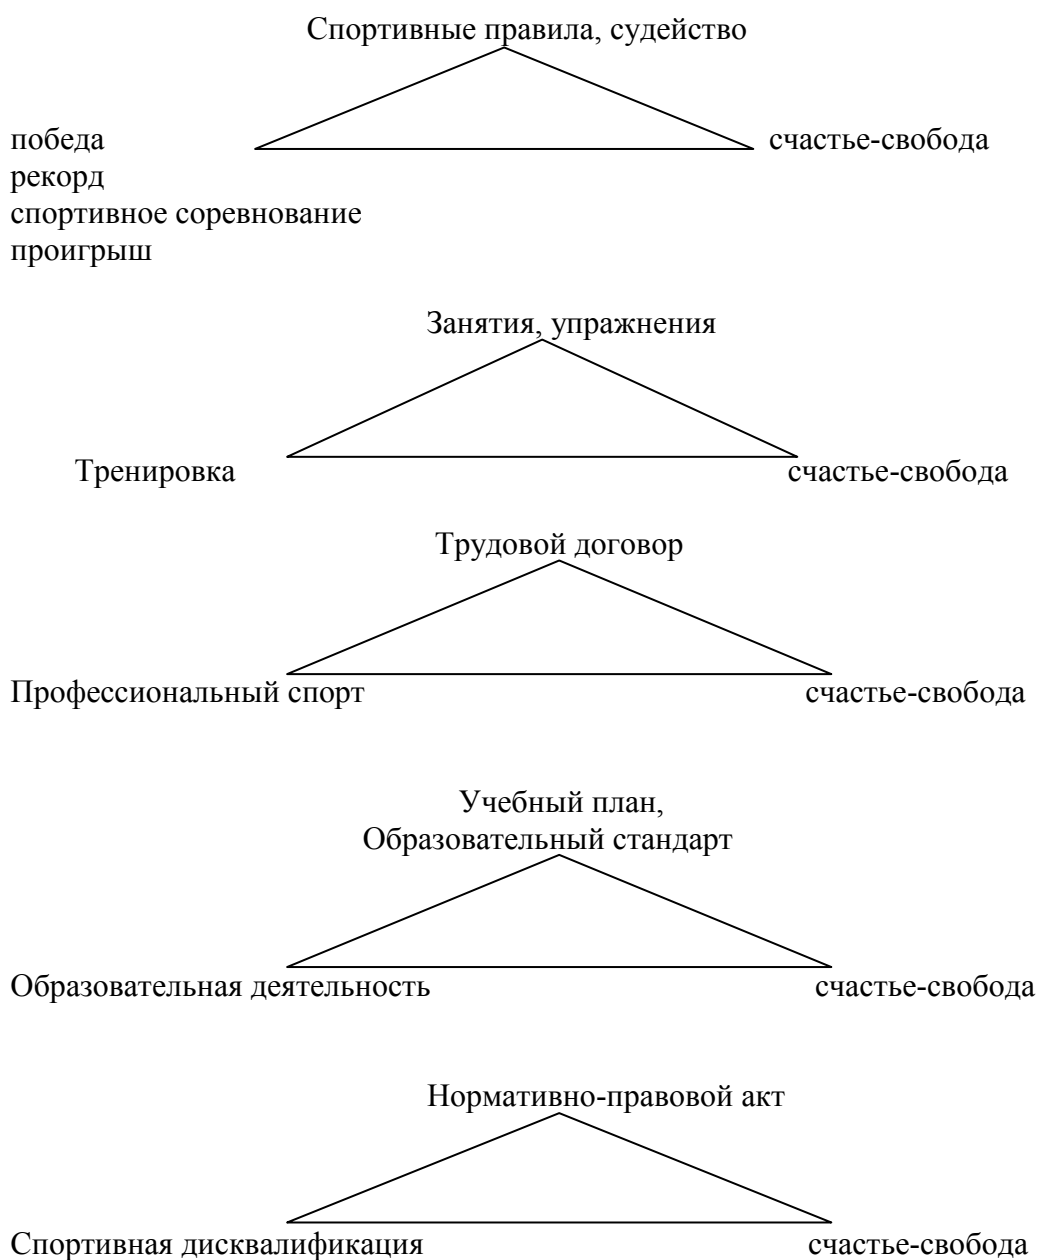 Спортивные правила, судейство
победа
счастье-свобода
рекорд
спортивное соревнование
проигрыш
Занятия, упражнения
Тренировка
счастье-свобода
Трудовой договор
Профессиональный спорт
счастье-свобода
Учебный план,
Образовательный стандарт
Образовательная деятельность
счастье-свобода
Нормативно-правовой акт
Спортивная дисквалификация
счастье-свобода